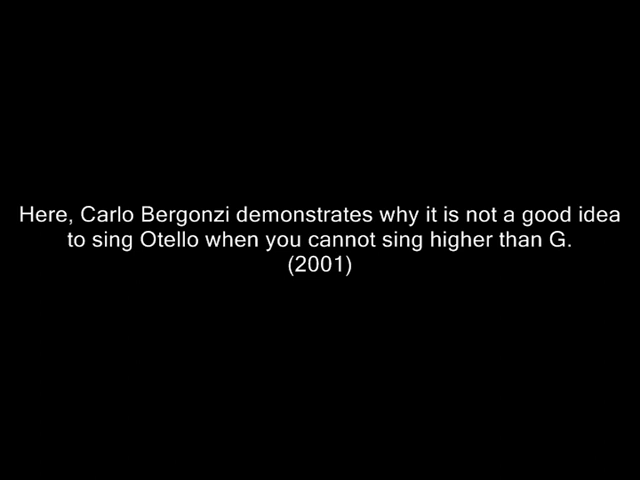 Here, Carlo Bergonzi demonstrates why it is not a good idea
to sing Otello when you cannot sing higher than G.
(2001)